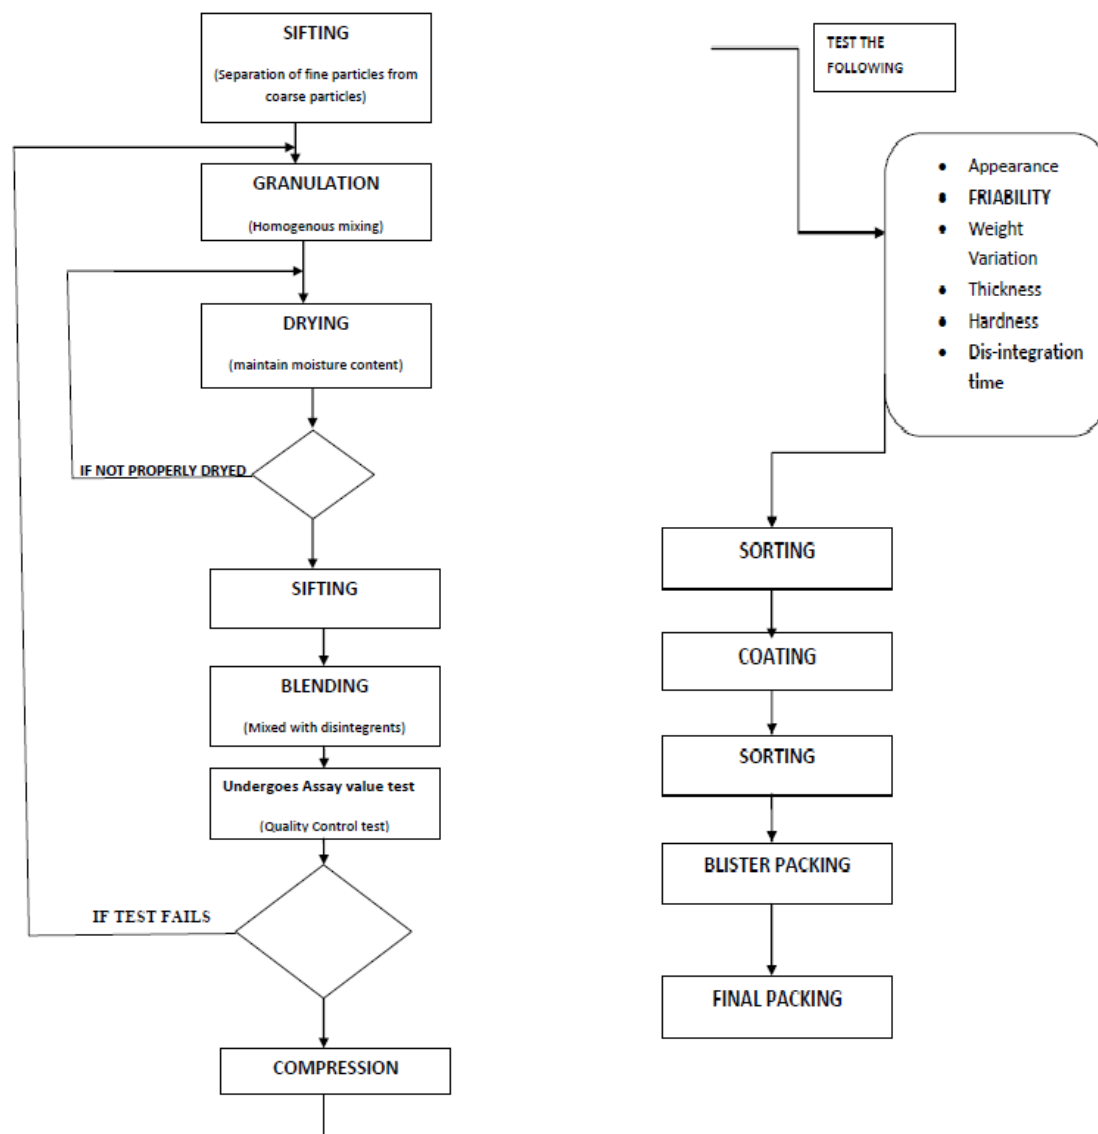 SIFTING
(Separation of fine particles from
coarse particles)
GRANULATION
(Homogenous mixing)
DRYING
(maintain moisture content)
IF NOT PROPERLY DRYED
SIFTING
BLENDING
(Mixed with disintegrents)
Undergoes Assay value test
(Quality Control test)
IF TEST FAILS
COMPRESSION
TEST THE
FOLLOWING
• Appearance
• FRIABILITY
• Weight
Variation
• Thickness
• Hardness
• Dis-integration
time
SORTING
COATING
SORTING
BLISTER PACKING
FINAL PACKING